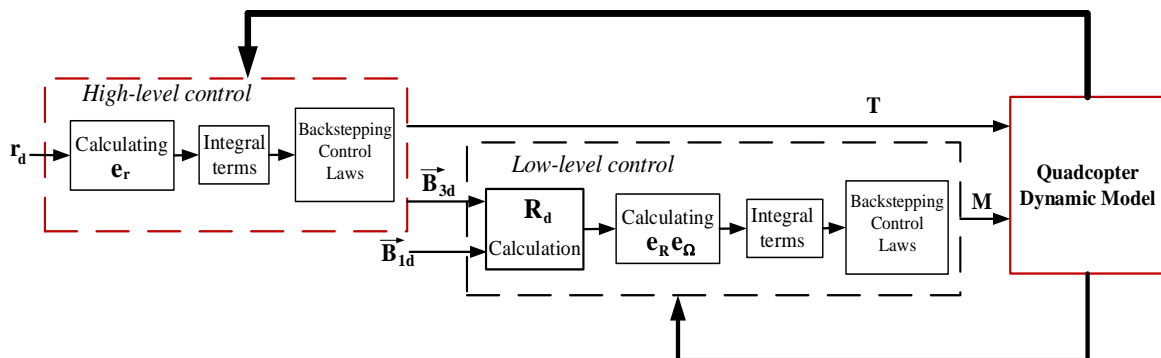 High-level control
r_d
Calculating
e_r
Integral
terms
Backstepping
Control
Laws
T
B_3d
B_1d
Low-level control
R_d
Calculation
Calculating
e_R e_Ω
Integral
terms
Backstepping
Control
Laws
M
Quadcopter
Dynamic Model